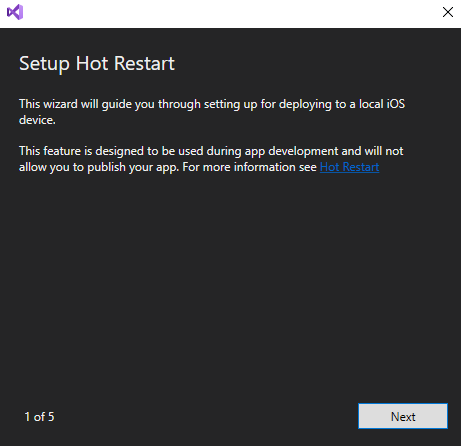 Setup Hot Restart
This wizard will guide you through setting up for deploying to a local iOS
device.
This feature is designed to be used during app development and will not
allow you to publish your app. For more information see Hot Restart
1 of 5
Next